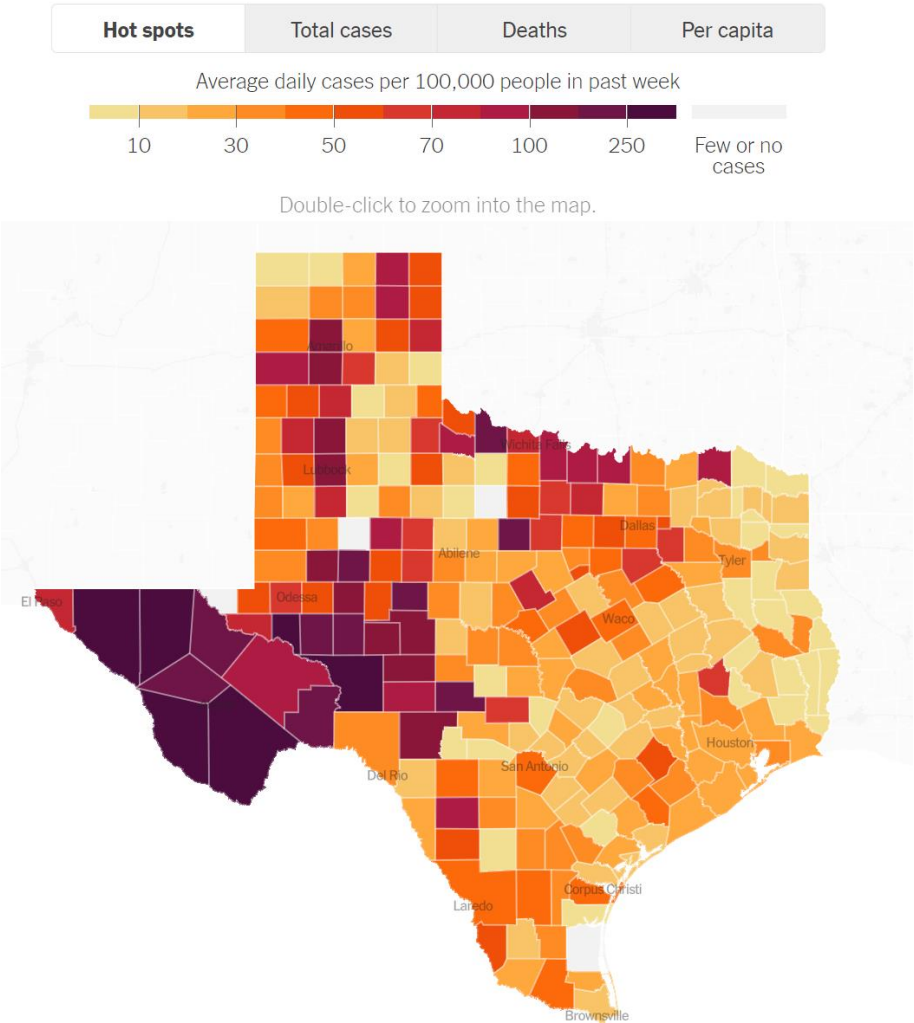 Hot spots
Total cases
Deaths
Per capita
Average daily cases per 100,000 people in past week
10
30
50
70
100
250
Few or no
cases
Double-click to zoom into the map.
Amarillo
Wichita Falls
Lubbock
Dallas
Abilene
Tyler
El Paso
Odessa
Waco
Houston
San Antonio
Del Rio
Corpus Christi
Laredo
Brownsville